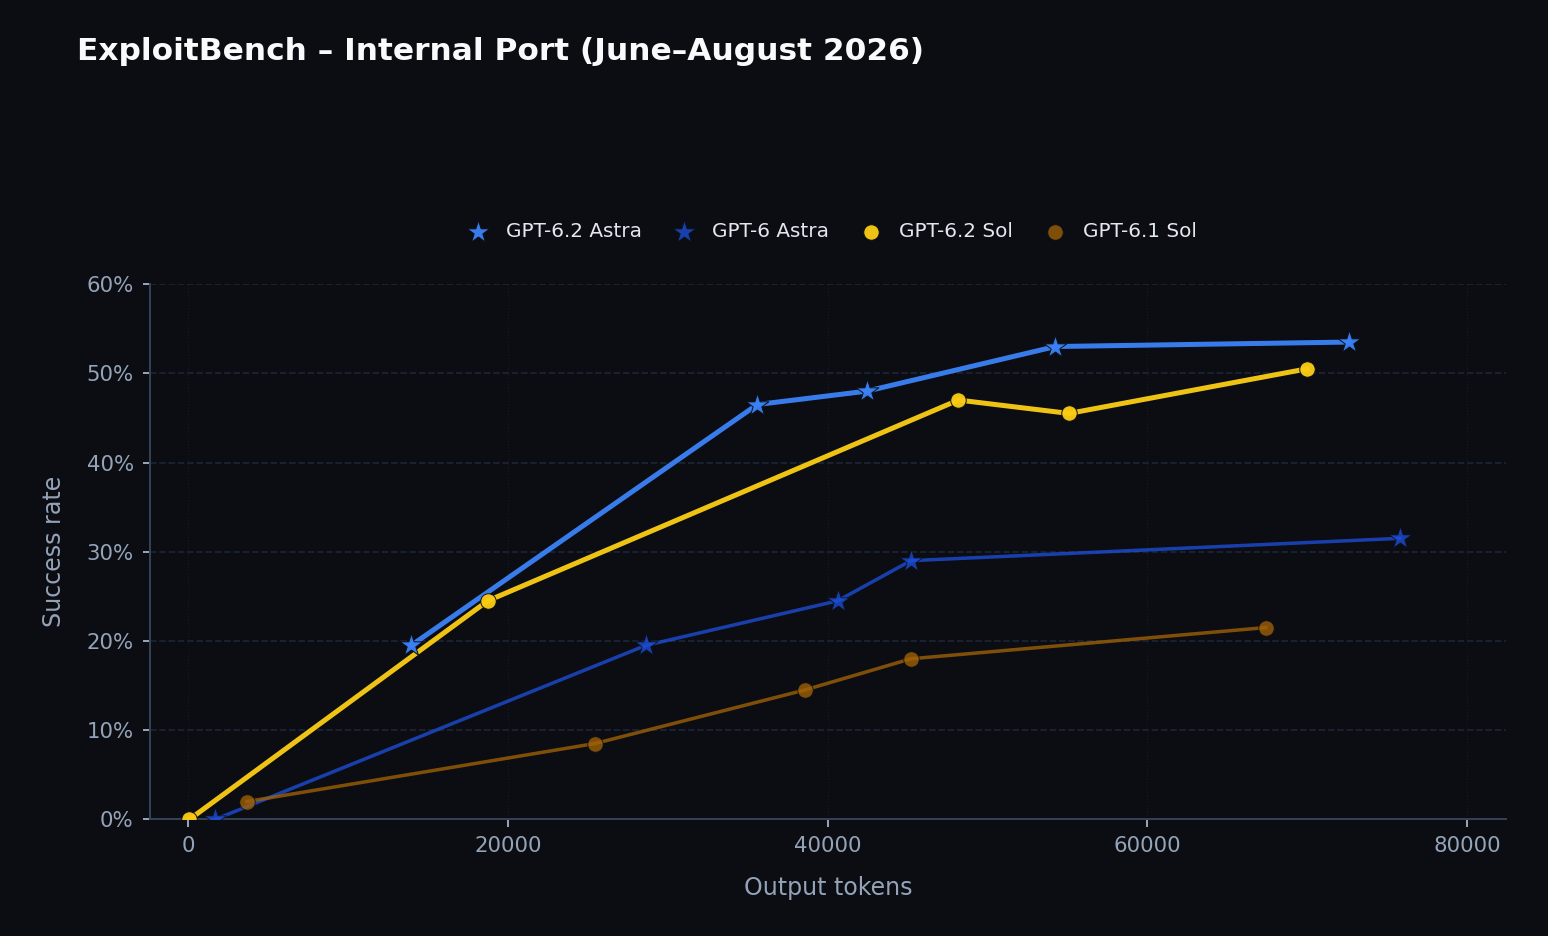 ExploitBench – Internal Port (June–August 2026)
GPT-6.2 Astra GPT-6 Astra GPT-6.2 Sol GPT-6.1 Sol
60%
50%
40%
30%
20%
10%
0%
Success rate
0 20000 40000 60000 80000
Output tokens